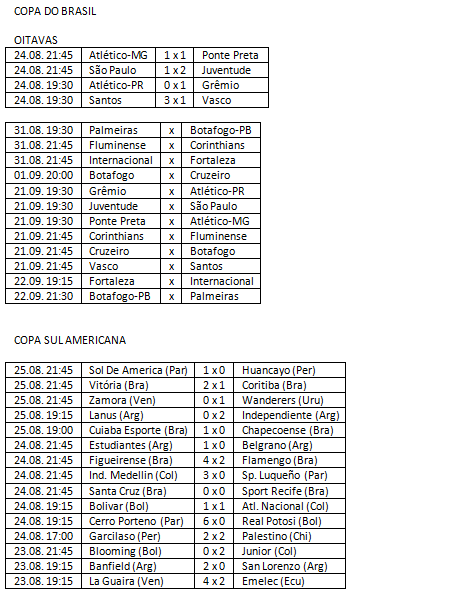 COPA DO BRASIL
OITAVAS
24.08. 21:45 Atlético-MG 1 x 1 Ponte Preta
24.08. 21:45 São Paulo 1 x 2 Juventude
24.08. 19:30 Atlético-PR 0 x 1 Grêmio
24.08. 19:30 Santos 3 x 1 Vasco
31.08. 19:30 Palmeiras x Botafogo-PB
31.08. 21:45 Fluminense x Corinthians
31.08. 21:45 Internacional x Fortaleza
01.09. 20:00 Botafogo x Cruzeiro
21.09. 19:30 Grêmio x Atlético-PR
21.09. 19:30 Juventude x São Paulo
21.09. 19:30 Ponte Preta x Atlético-MG
21.09. 21:45 Corinthians x Fluminense
21.09. 21:45 Cruzeiro x Botafogo
21.09. 21:45 Vasco x Santos
22.09. 19:15 Fortaleza x Internacional
22.09. 21:30 Botafogo-PB x Palmeiras
COPA SUL AMERICANA
25.08. 21:45 Sol De America (Par) 1 x 0 Huancayo (Per)
25.08. 21:45 Vitória (Bra) 2 x 1 Coritiba (Bra)
25.08. 21:45 Zamora (Ven) 0 x 1 Wanderers (Uru)
25.08. 19:15 Lanus (Arg) 0 x 2 Independiente (Arg)
25.08. 19:00 Cuiaba Esporte (Bra) 1 x 0 Chapecoense (Bra)
24.08. 21:45 Estudiantes (Arg) 1 x 0 Belgrano (Arg)
24.08. 21:45 Figueirense (Bra) 4 x 2 Flamengo (Bra)
24.08. 21:45 Ind. Medellin (Col) 3 x 0 Sp. Luqueño (Par)
24.08. 21:45 Santa Cruz (Bra) 0 x 0 Sport Recife (Bra)
24.08. 19:15 Bolivar (Bol) 1 x 1 Atl. Nacional (Col)
24.08. 19:15 Cerro Porteno (Par) 6 x 0 Real Potosi (Bol)
24.08. 17:00 Garcilaso (Per) 2 x 2 Palestino (Chi)
23.08. 21:45 Blooming (Bol) 0 x 2 Junior (Col)
23.08. 19:15 Banfield (Arg) 2 x 0 San Lorenzo (Arg)
23.08. 19:15 La Guaira (Ven) 4 x 2 Emelec (Ecu)